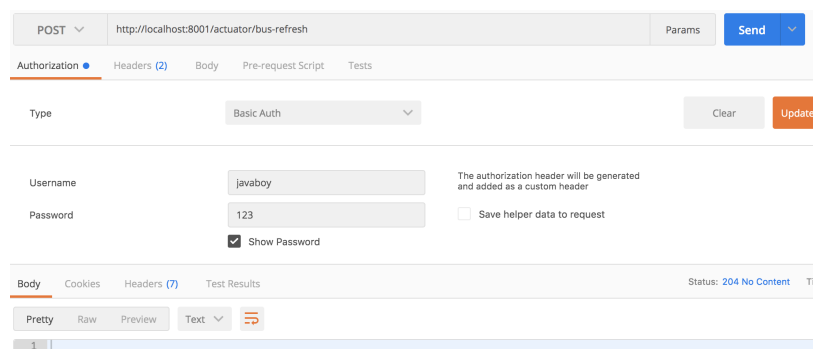 POST http://localhost:8001/actuator/bus-refresh Params Send
Authorization Headers (2) Body Pre-request Script Tests
Type Basic Auth Clear Update
Username javaboy The authorization header will be generated
and added as a custom header
Password 123 Save helper data to request
Show Password
Body Cookies Headers (7) Test Results Status: 204 No Content
Pretty Raw Preview Text
1